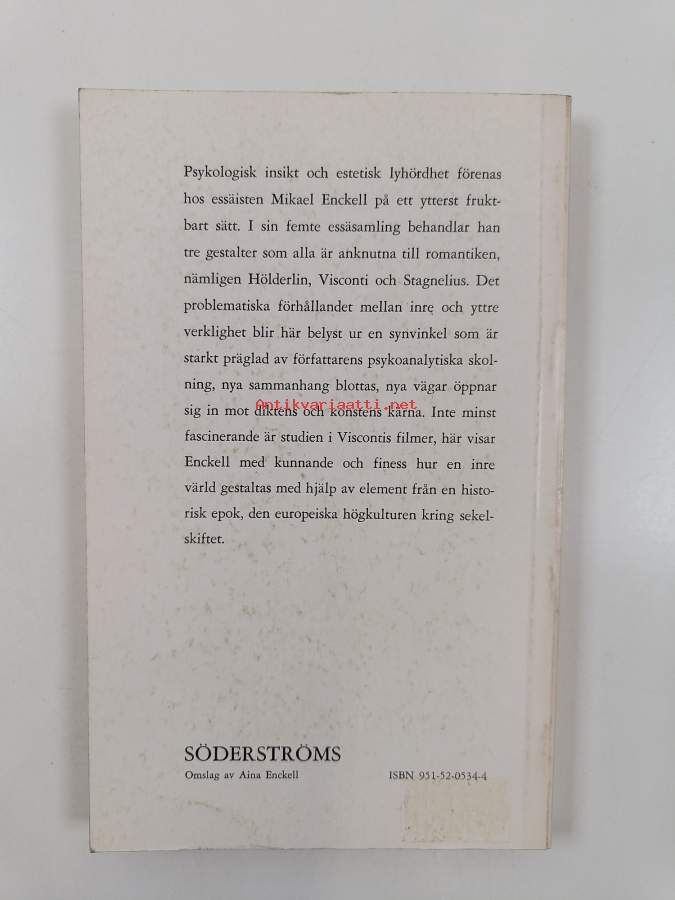 Psykologisk insikt och estetisk lyhördhet förenas
hos essäisten Mikael Enckell på ett ytterst frukt-
bart sätt. I sin femte essäsamling behandlar han
tre gestalter som alla är anknutna till romantiken,
nämligen Hölderlin, Visconti och Stagnelius. Det
problematiska förhållandet mellan inre och yttre
verklighet blir här belyst ur en synvinkel som är
starkt präglad av författarens psykoanalytiska skol-
ning, nya sammanhang blottas, nya vägar öppnar
sig in mot diktens och konstens kärna. Inte minst
Antikvariaatti.net
fascinerande är studien i Viscontis filmer, här visar
Enckell med kunnande och finess hur en inre
värld gestaltas med hjälp av element från en histo-
risk epok, den europeiska högkulturen kring sekel-
skiftet.
SÖDERSTRÖMS
Omslag av Aina Enckell
ISBN 951-52-0534-4